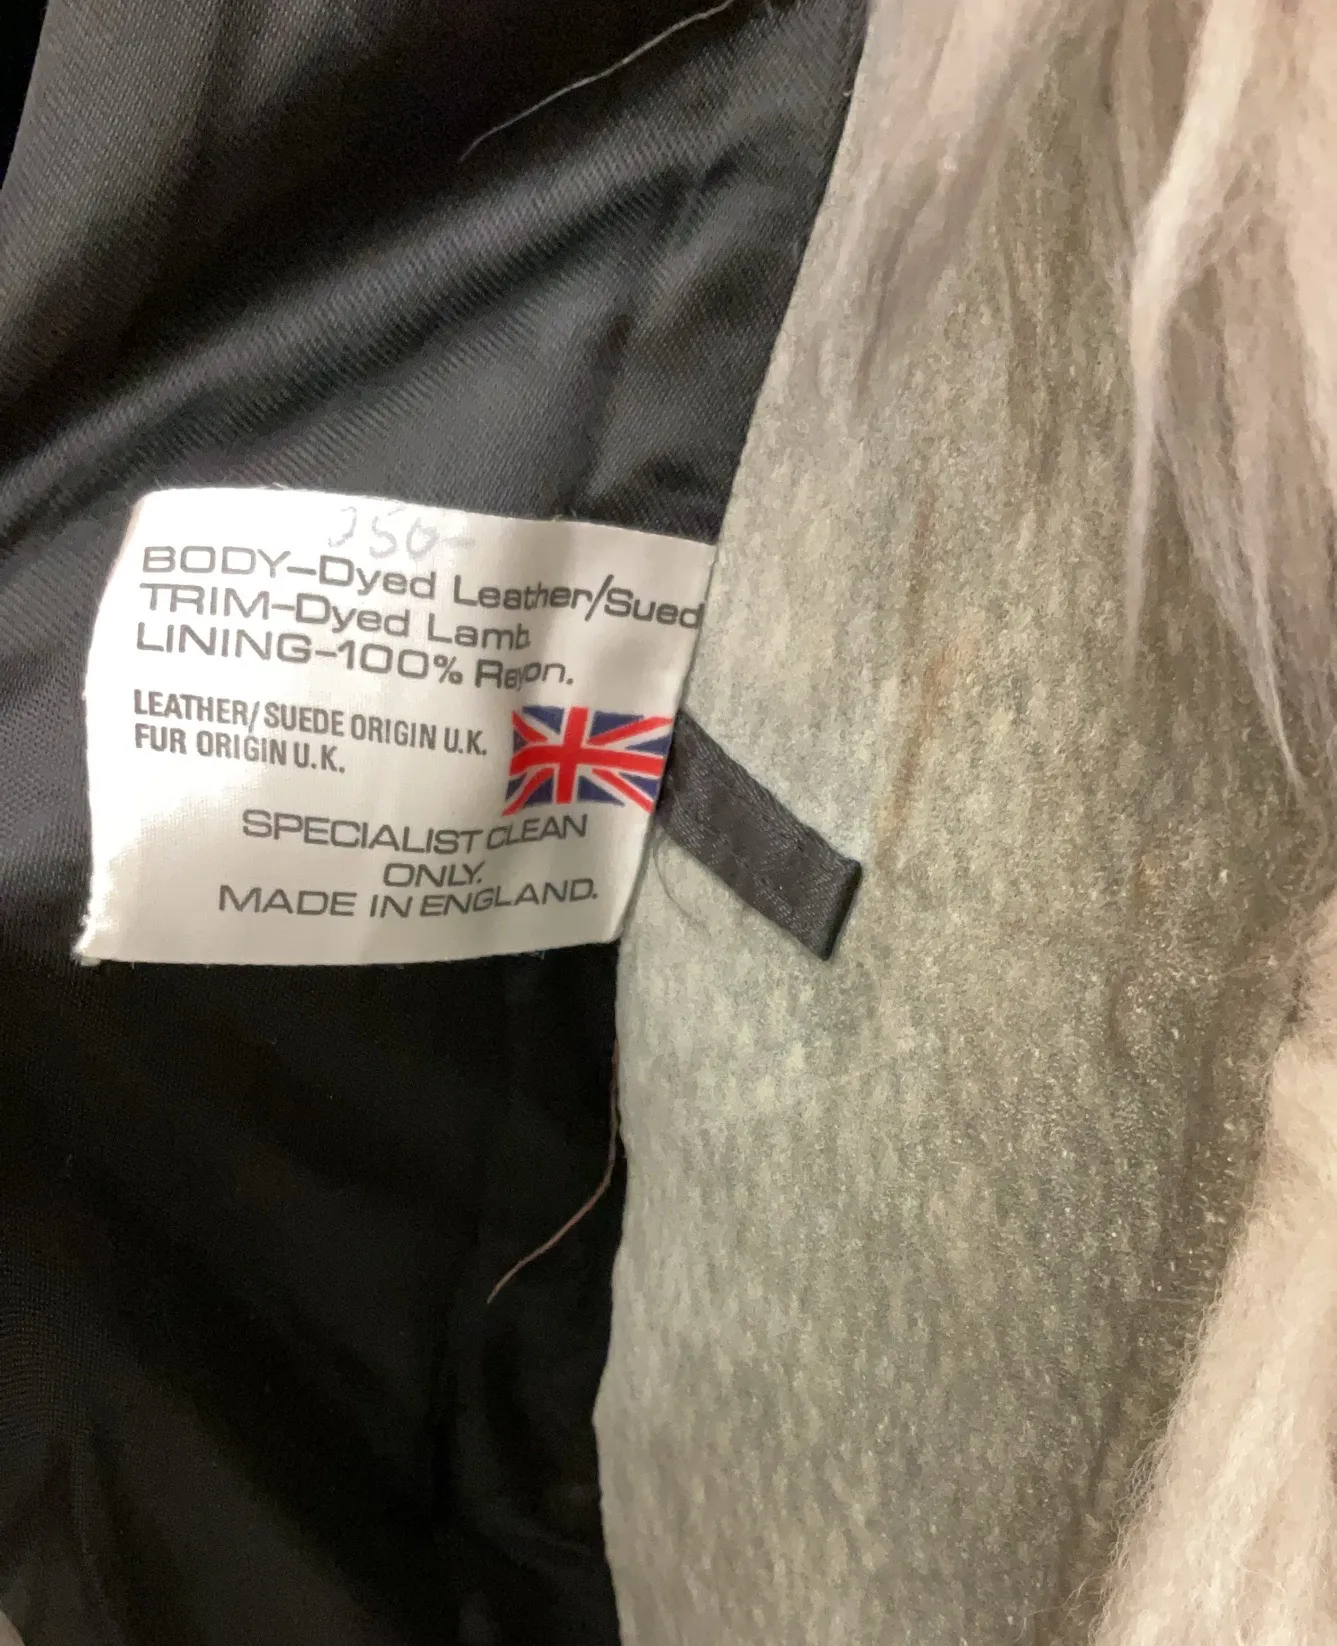 350-
BODY-Dyed Leather/Sued
TRIM-Dyed Lamb
LINING-100% Rayon.
LEATHER/SUEDE ORIGIN U.K.
FUR ORIGIN U.K.
SPECIALIST CLEAN
ONLY.
MADE IN ENGLAND.